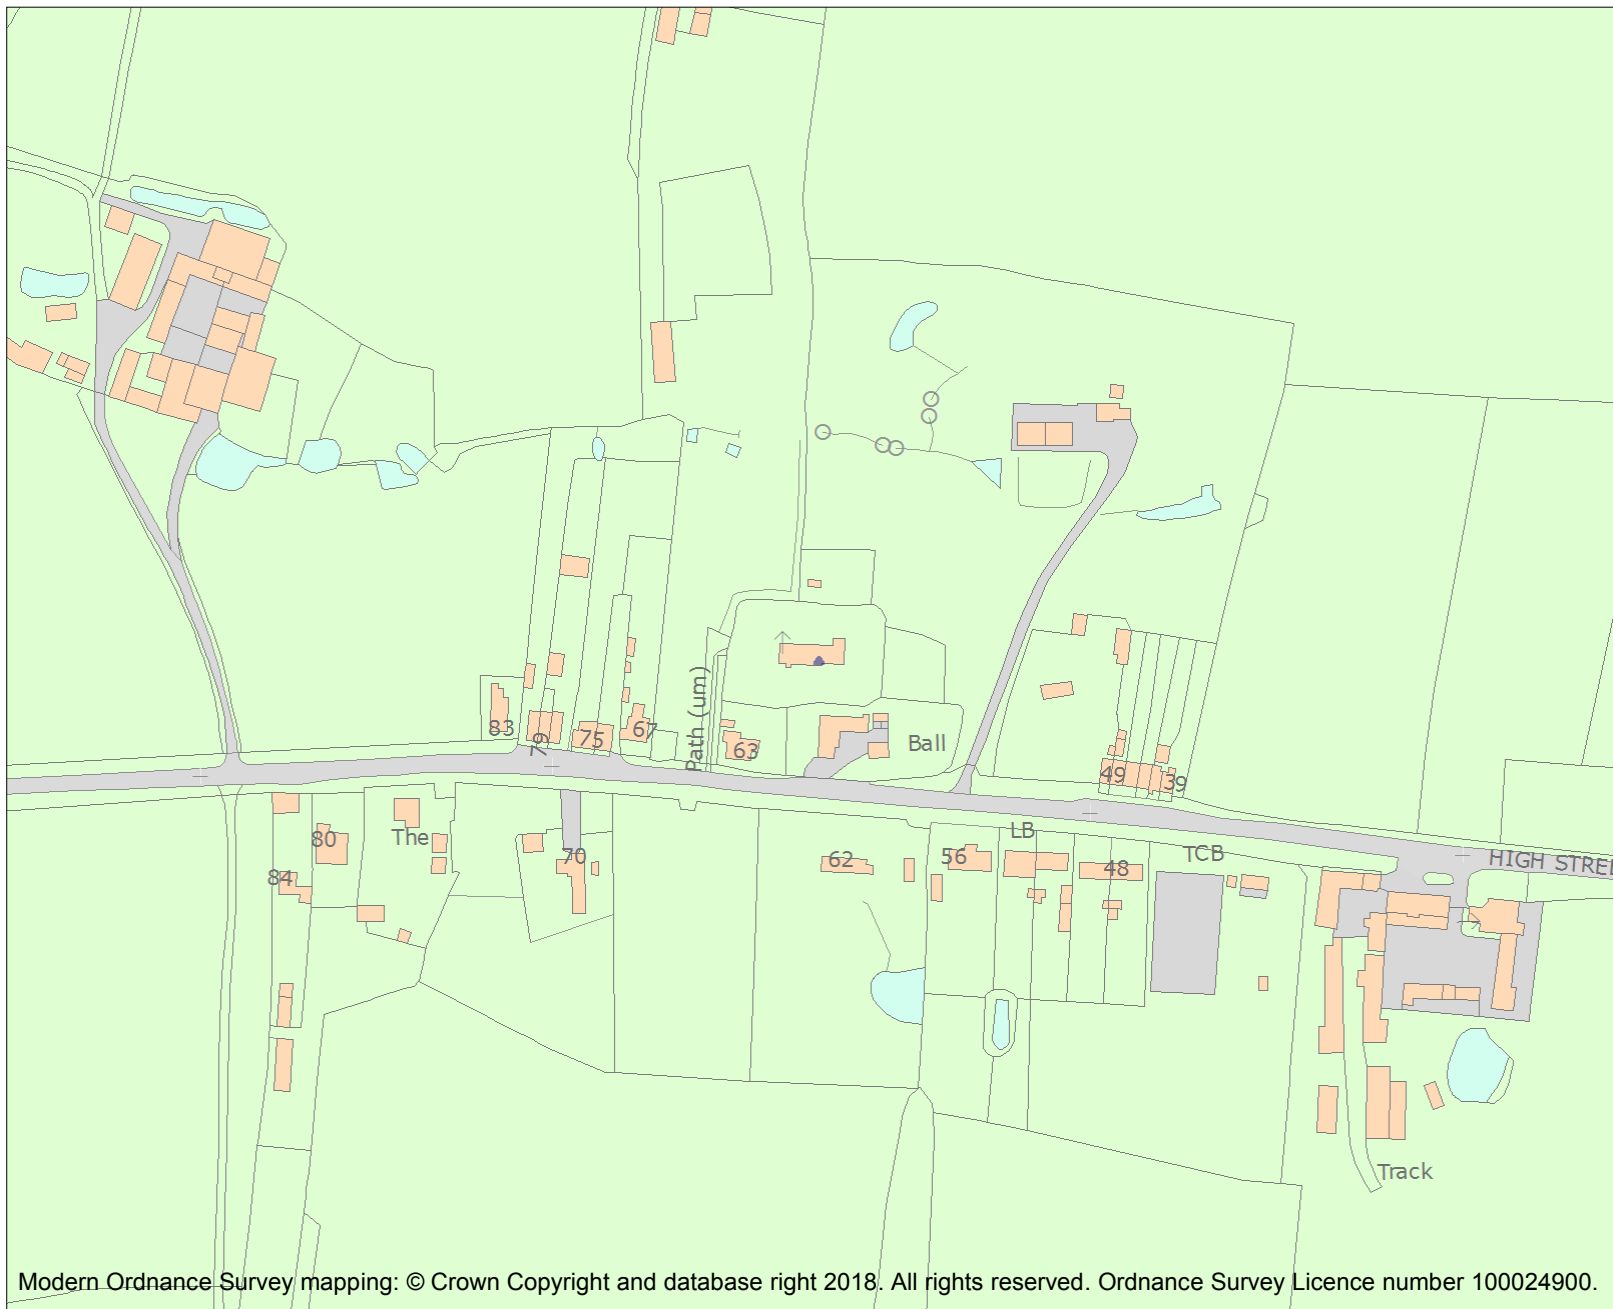 83
79
75
67
Path (um)
63
Ball
49
39
80
The
84
70
62
56
LB
48
TCB
HIGH STREE
Track
Modern Ordnance Survey mapping: © Crown Copyright and database right 2018. All rights reserved. Ordnance Survey Licence number 100024900.